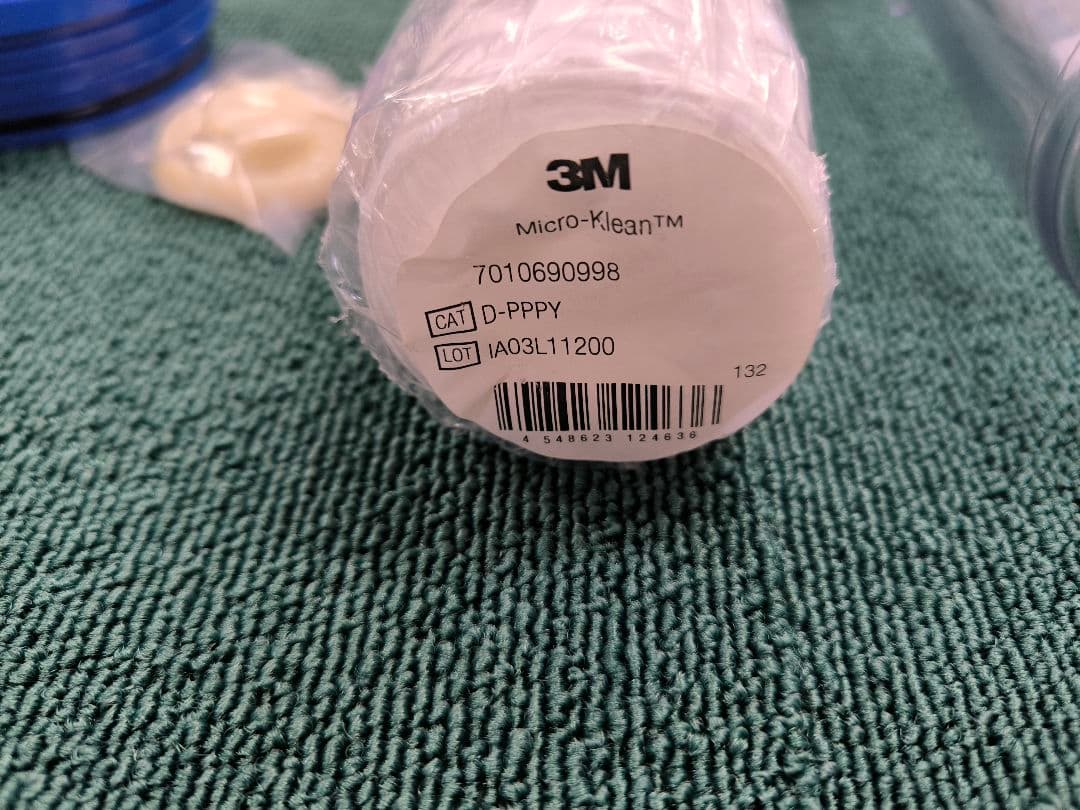 3M
Micro-Klean™
7010690998
CAT D-PPPY
LOT IA03L11200
132
4 548623 124636